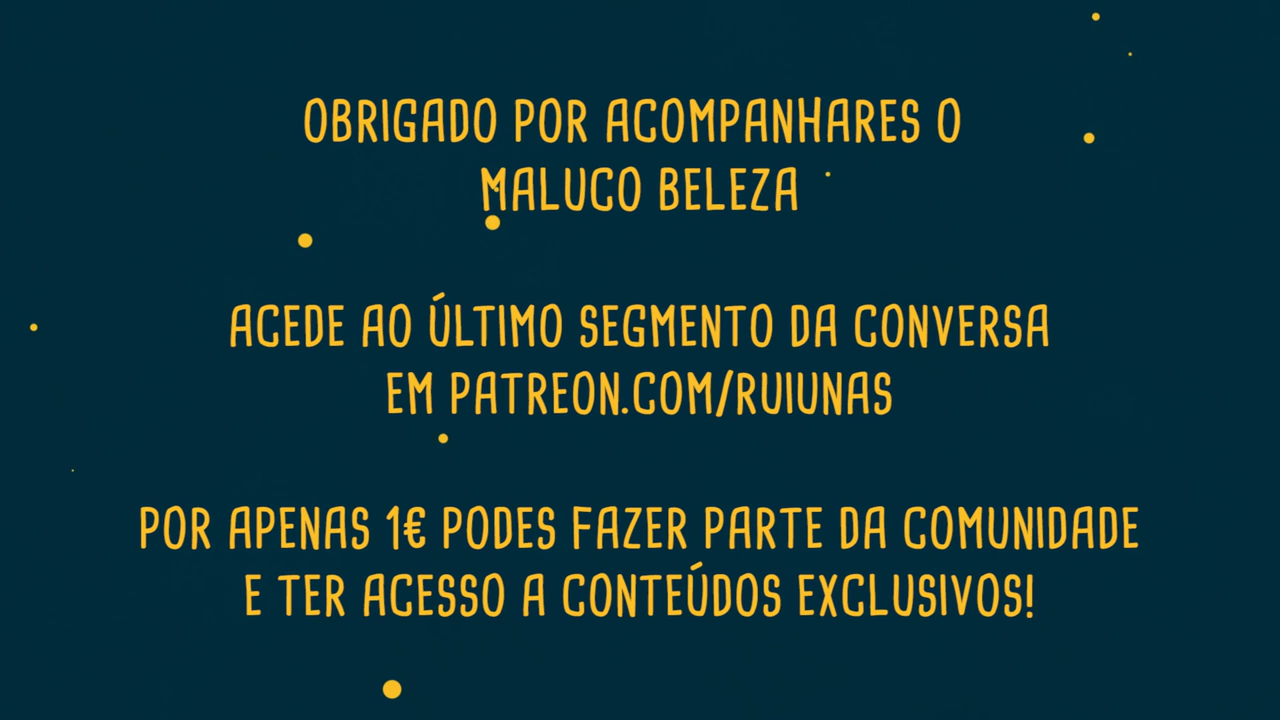 OBRIGADO POR ACOMPANHARES O
MALUCO BELEZA
ACEDE AO ÚLTIMO SEGMENTO DA CONVERSA
EM PATREON.COM/RUIUNAS
POR APENAS 1€ PODES FAZER PARTE DA COMUNIDADE
E TER ACESSO A CONTEÚDOS EXCLUSIVOS!